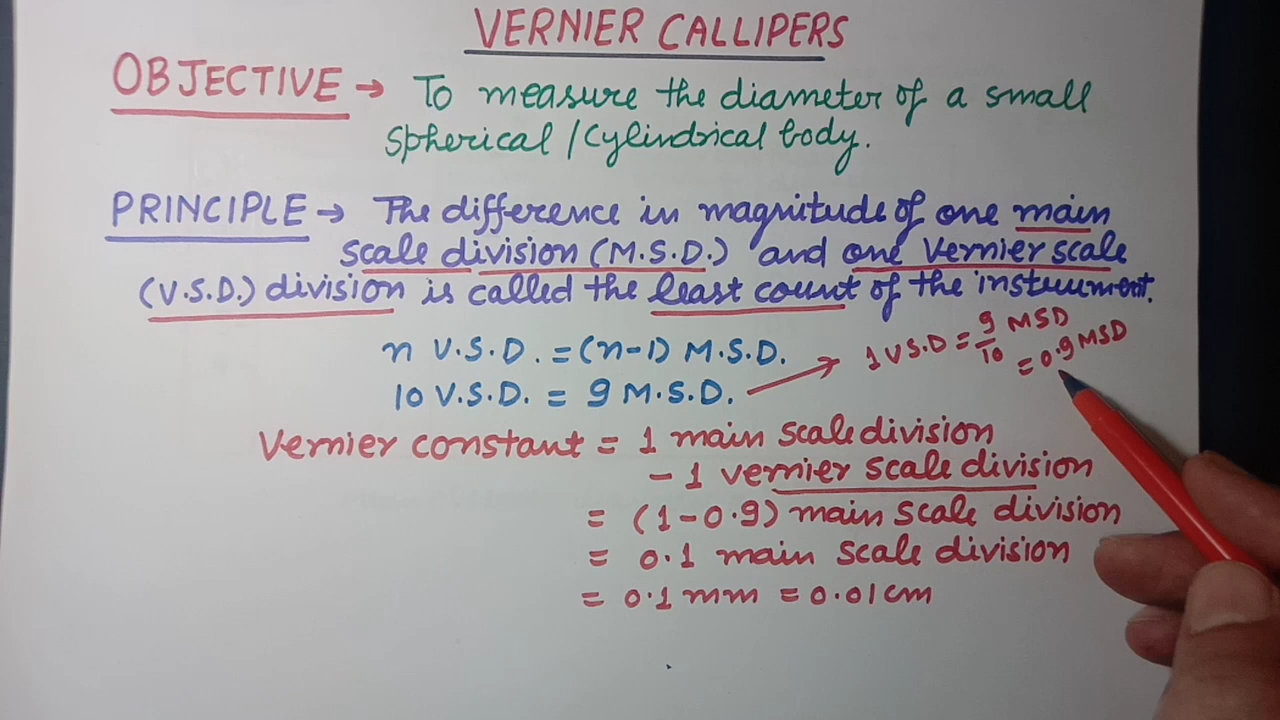 VERNIER CALLIPERS
OBJECTIVE → To measure the diameter of a small
spherical / Cylindrical body.
PRINCIPLE → The difference in magnitude of one main
scale division (M.S.D.) and one Vernier scale
(V.S.D.) division is called the least count of the instrument.
n V.S.D. = (n-1) M.S.D.
10 V.S.D. = 9 M.S.D. → 1 V.S.D = 9/10 MSD
= 0.9 MSD
Vernier constant = 1 main scale division
- 1 vernier scale division
= (1-0.9) main scale division
= 0.1 main scale division
= 0.1 mm = 0.01 cm